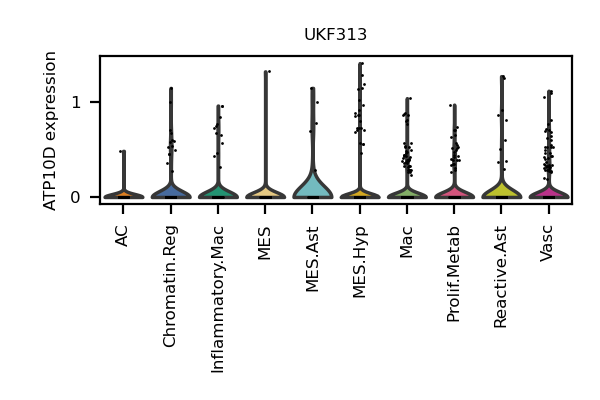 UKF313
ATP10D expression
1
0
AC
Chromatin.Reg
Inflammatory.Mac
MES
MES.Ast
MES.Hyp
Mac
Prolif.Metab
Reactive.Ast
Vasc